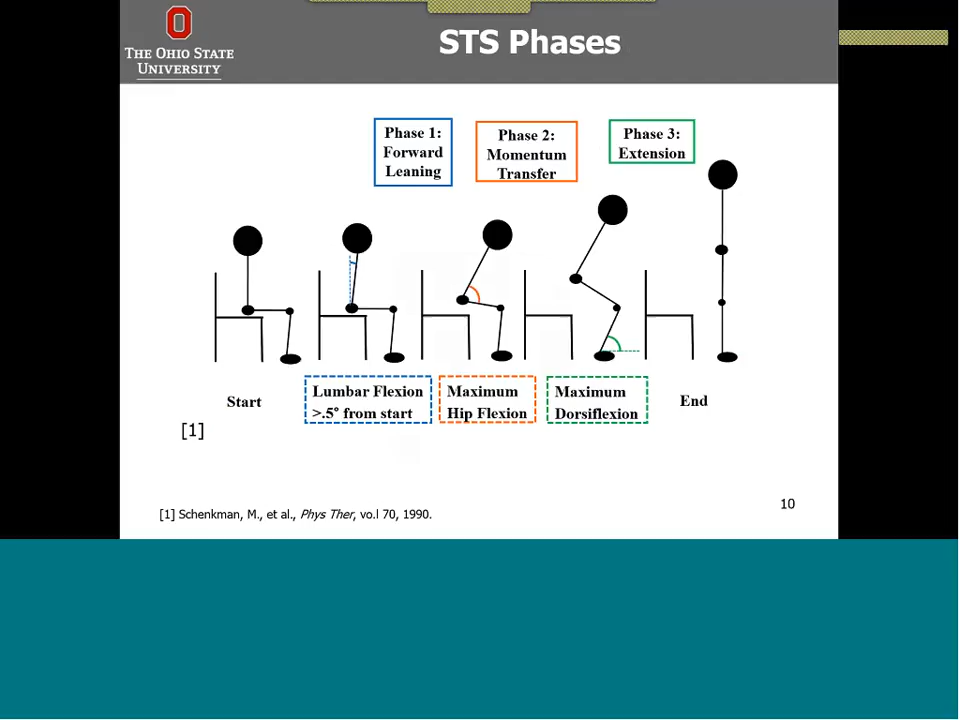 O
THE OHIO STATE
UNIVERSITY
STS Phases
Phase 1:
Forward
Leaning
Phase 2:
Momentum
Transfer
Phase 3:
Extension
Start
Lumbar Flexion
>.5° from start
Maximum
Hip Flexion
Maximum
Dorsiflexion
End
[1]
10
[1] Schenkman, M., et al., Phys Ther, vo.l 70, 1990.